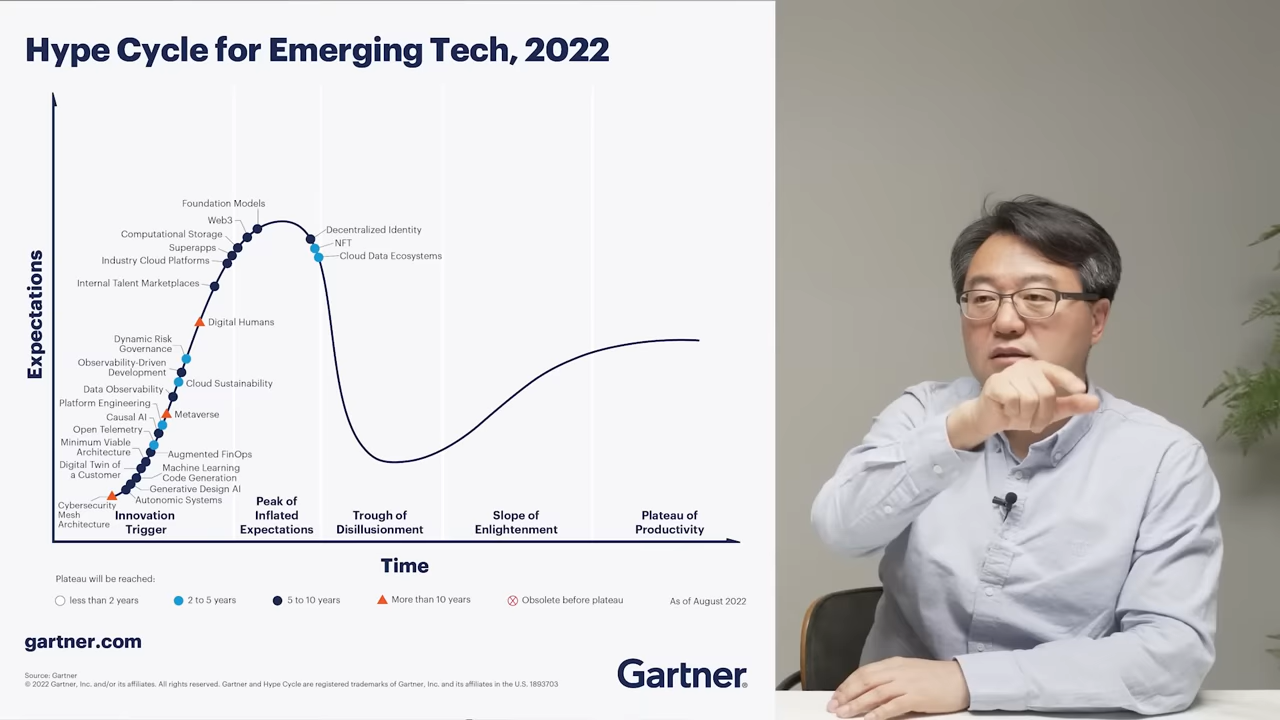 Hype Cycle for Emerging Tech, 2022
Expectations
Foundation Models
Web3
Computational Storage
Superapps
Industry Cloud Platforms
Internal Talent Marketplaces
Decentralized Identity
NFT
Cloud Data Ecosystems
Digital Humans
Dynamic Risk
Governance
Observability-Driven
Development
Cloud Sustainability
Data Observability
Platform Engineering
Metaverse
Causal AI
Open Telemetry
Minimum Viable
Architecture
Augmented FinOps
Digital Twin of
a Customer
Machine Learning
Code Generation
Generative Design AI
Autonomic Systems
Cybersecurity
Mesh
Architecture
Innovation
Trigger
Peak of
Inflated
Expectations
Trough of
Disillusionment
Slope of
Enlightenment
Plateau of
Productivity
Time
Plateau will be reached:
less than 2 years
2 to 5 years
5 to 10 years
More than 10 years
Obsolete before plateau
As of August 2022
gartner.com
Source: Gartner
© 2022 Gartner, Inc. and/or its affiliates. All rights reserved. Gartner and Hype Cycle are registered trademarks of Gartner, Inc. and its affiliates in the U.S. 1893703
Gartner®